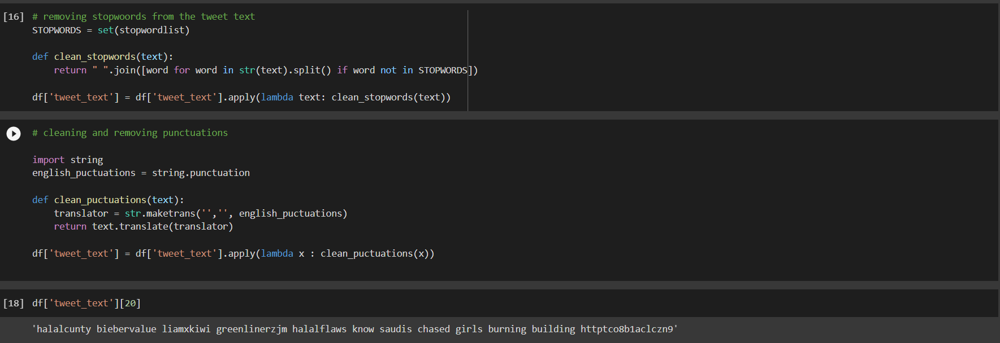 [16] # removing stopwoords from the tweet text
STOPWORDS = set(stopwordlist)
def clean_stopwords(text):
    return " ".join([word for word in str(text).split() if word not in STOPWORDS])
df['tweet_text'] = df['tweet_text'].apply(lambda text: clean_stopwords(text))
# cleaning and removing punctuations
import string
english_puctuations = string.punctuation
def clean_puctuations(text):
    translator = str.maketrans('','', english_puctuations)
    return text.translate(translator)
df['tweet_text'] = df['tweet_text'].apply(lambda x : clean_puctuations(x))
[18] df['tweet_text'][20]
'halalcunty biebervalue liamxkiwi greenlinerzjm halalflaws know saudis chased girls burning building httptco8b1aclczn9'